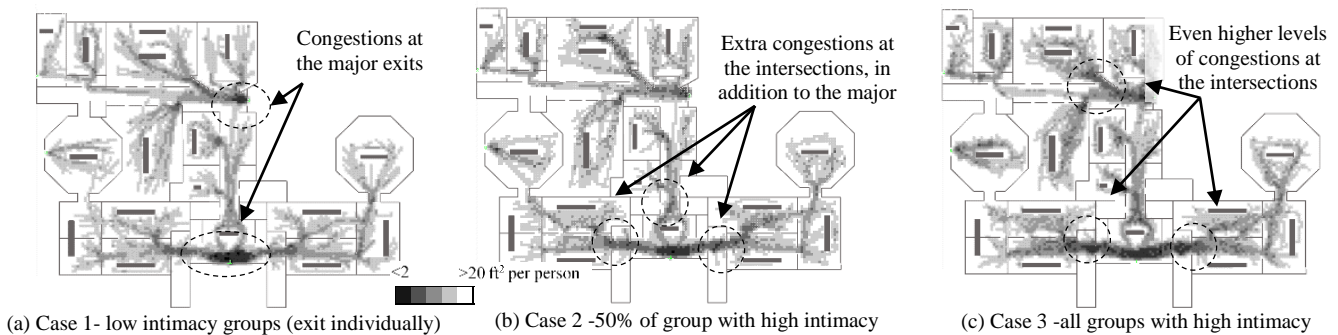 Congestions at
the major exits
Extra congestions at
the intersections, in
addition to the major
Even higher levels
of congestions at
the intersections
<2
>20 ft² per person
(a) Case 1- low intimacy groups (exit individually)
(b) Case 2 -50% of group with high intimacy
(c) Case 3 -all groups with high intimacy